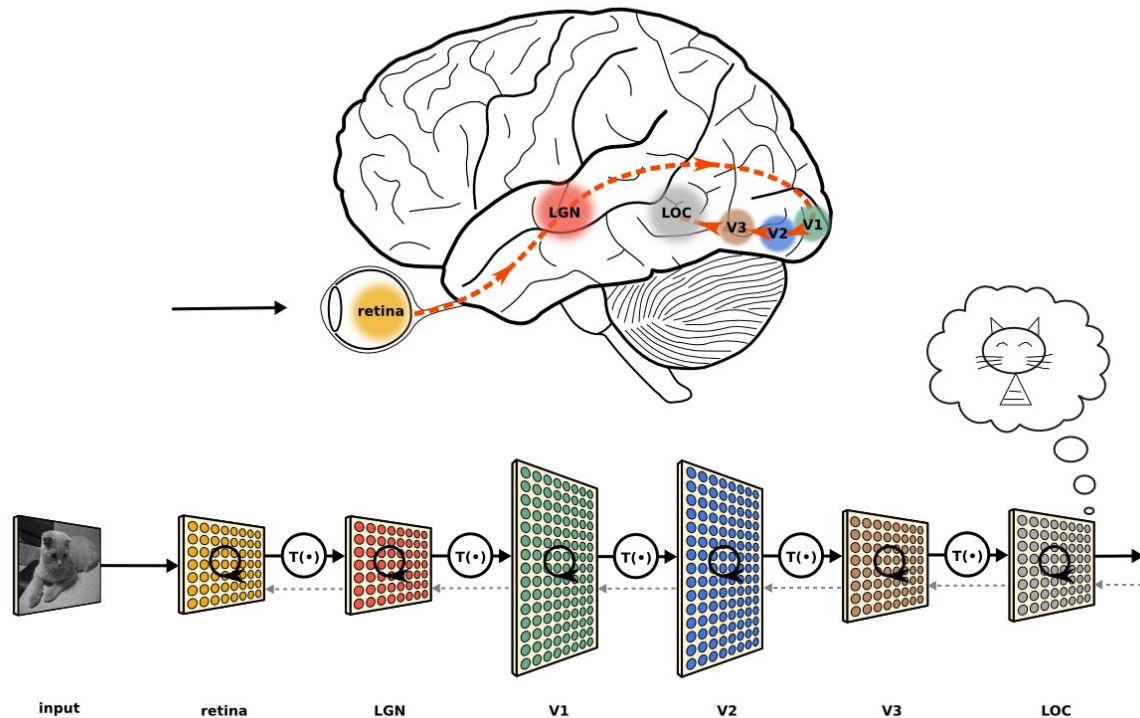 LGN
LOC
V3
V2
V1
retina
T(•)
T(•)
T(•)
T(•)
T(•)
input
retina
LGN
V1
V2
V3
LOC